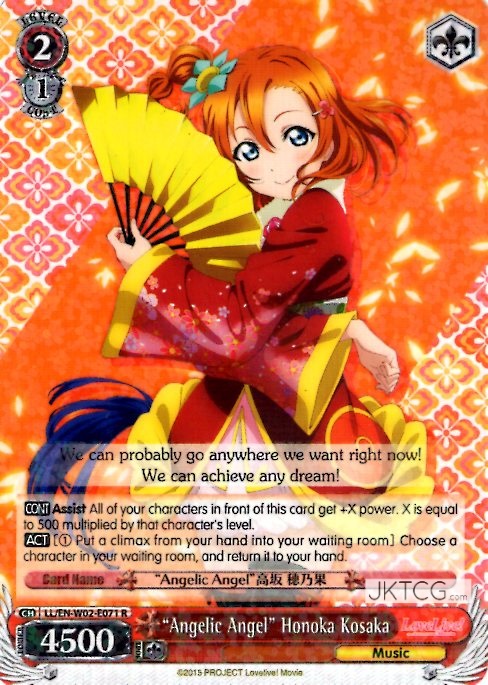 LEVEL
2
1
COST
We can probably go anywhere we want right now!
We can achieve any dream!
CONT Assist All of your characters in front of this card get +X power. X is equal
to 500 multiplied by that character's level.
ACT [① Put a climax from your hand into your waiting room] Choose a
character in your waiting room, and return it to your hand.
Card Name "Angelic Angel"高坂 穂乃果
JKTCG.com
CH LL/EN-W02-E071 R
4500
"Angelic Angel" Honoka Kosaka
LoveLive!
Music
©2015 PROJECT Lovelive! Movie